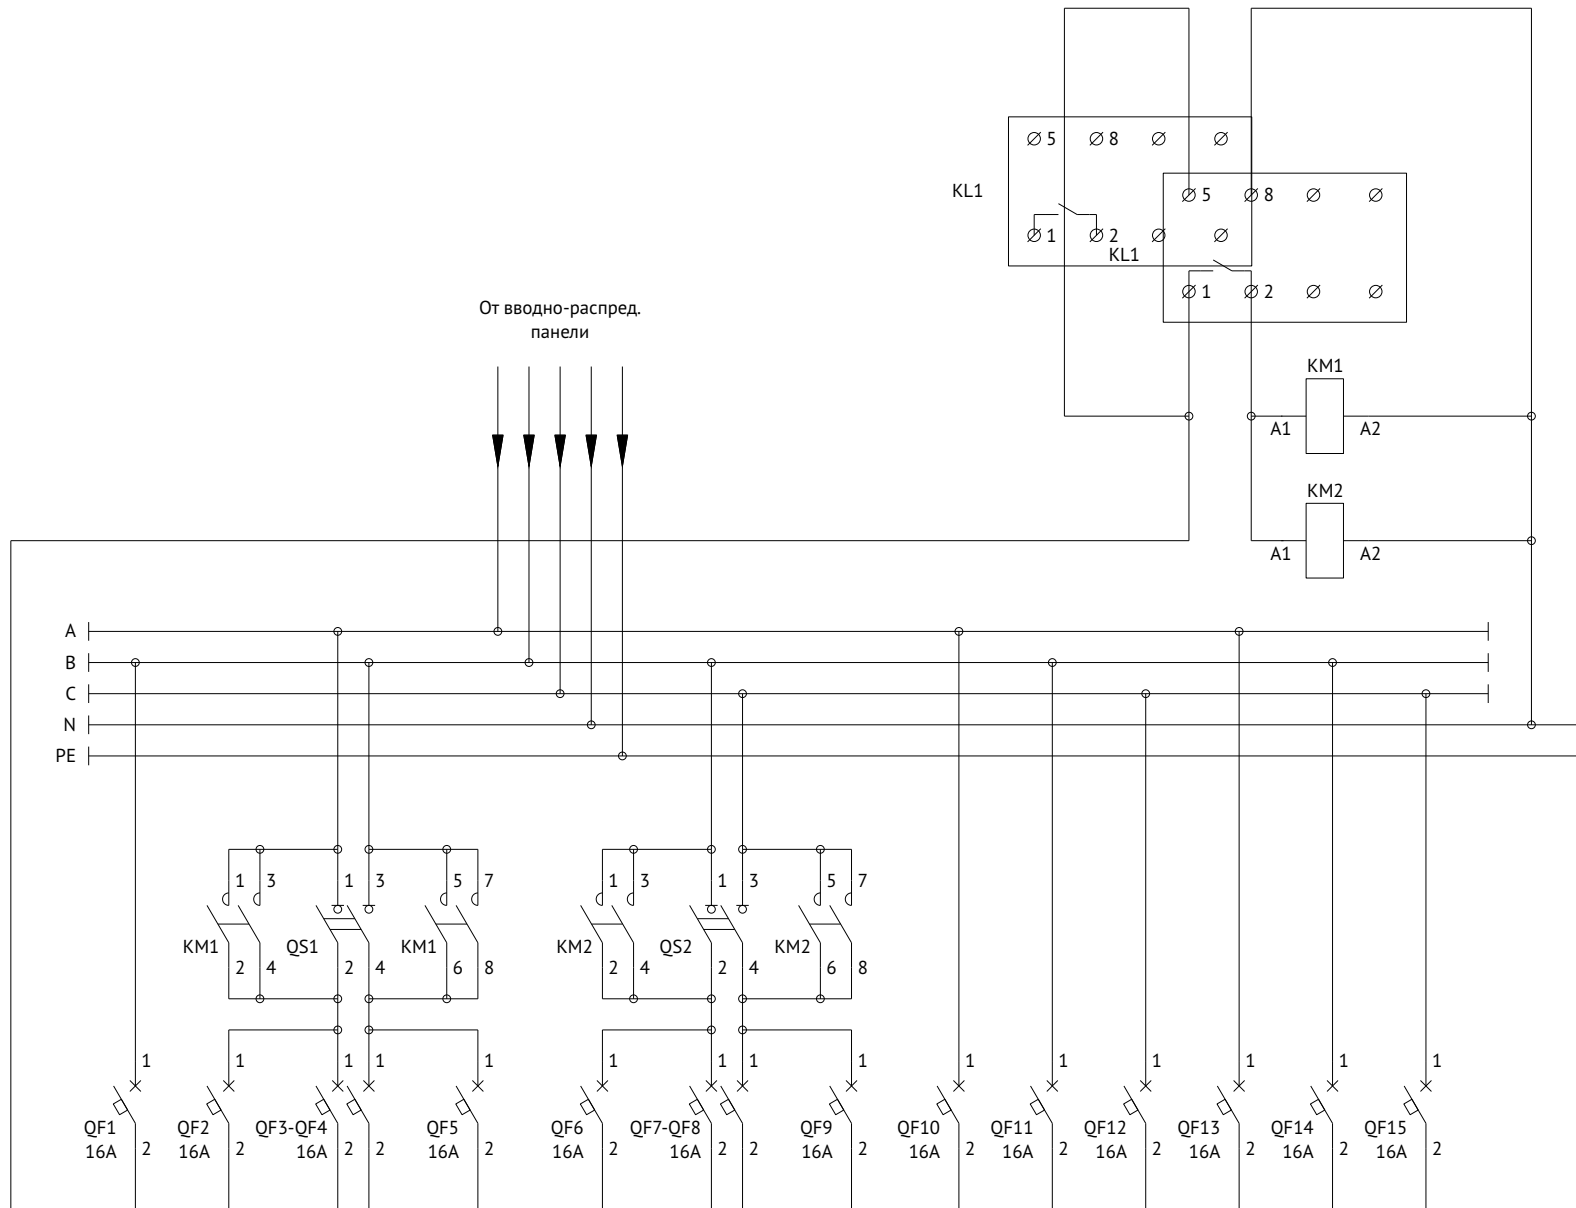 5 8
KL1
5 8
1 2
KL1
1 2
От вводно-распред.
панели
KM1
A1 A2
KM2
A1 A2
A
B
C
N
PE
1 3 1 3 5 7 1 3 1 3 5 7
KM1 QS1 KM1 KM2 QS2 KM2
2 4 2 4 6 8 2 4 2 4 6 8
1 1 1 1 1 1 1 1 1 1 1 1 1 1 1
QF1 QF2 QF3-QF4 QF5 QF6 QF7-QF8 QF9 QF10 QF11 QF12 QF13 QF14 QF15
16A 2 16A 2 16A 2 2 16A 2 16A 2 16A 2 2 16A 2 16A 2 16A 2 16A 2 16A 2 16A 2 16A 2